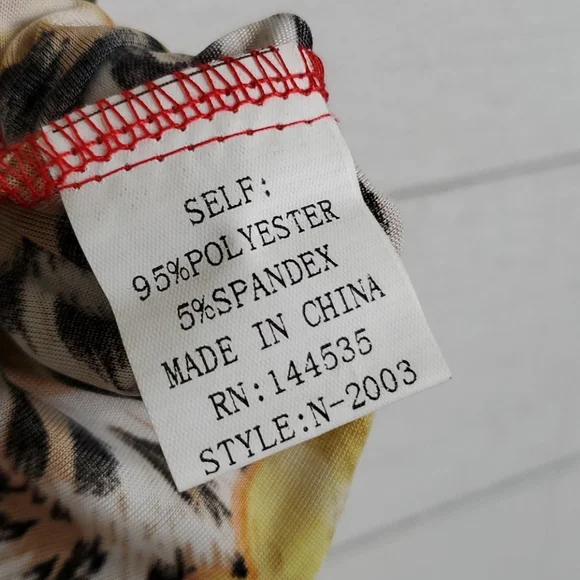 SELF:
95%POLYESTER
5%SPANDEX
MADE IN CHINA
RN:144535
STYLE:N-2003